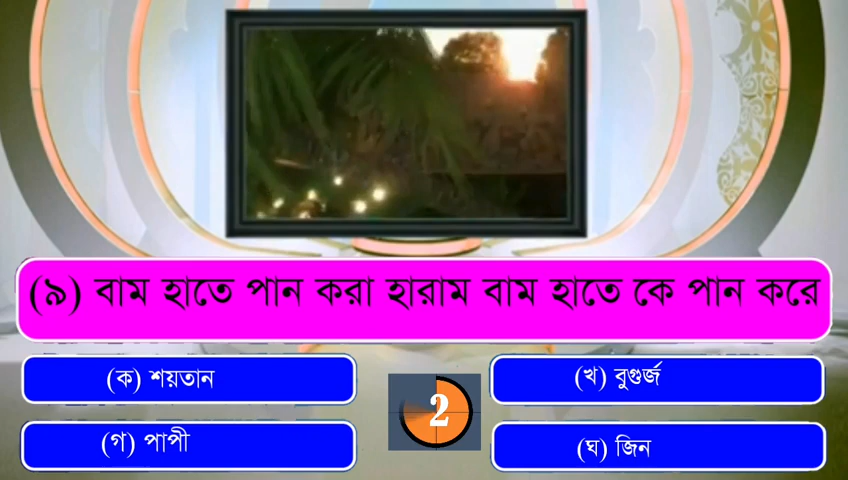 (৯) বাম হাতে পান করা হারাম বাম হাতে কে পান করে
(ক) শয়তান
(খ) বুগুর্জ
2
(গ) পাপী
(ঘ) জিন